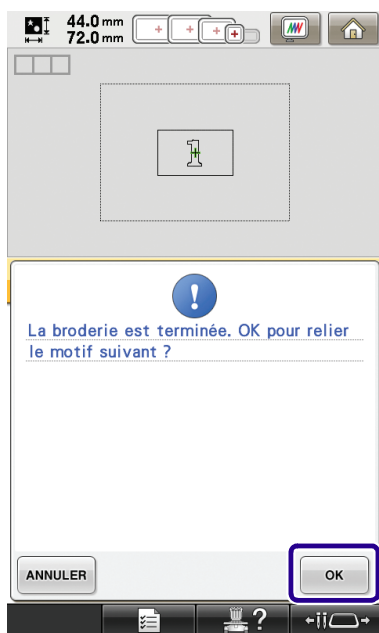 44.0 mm
72.0 mm
1
La broderie est terminée. OK pour relier
le motif suivant ?
ANNULER
OK
?